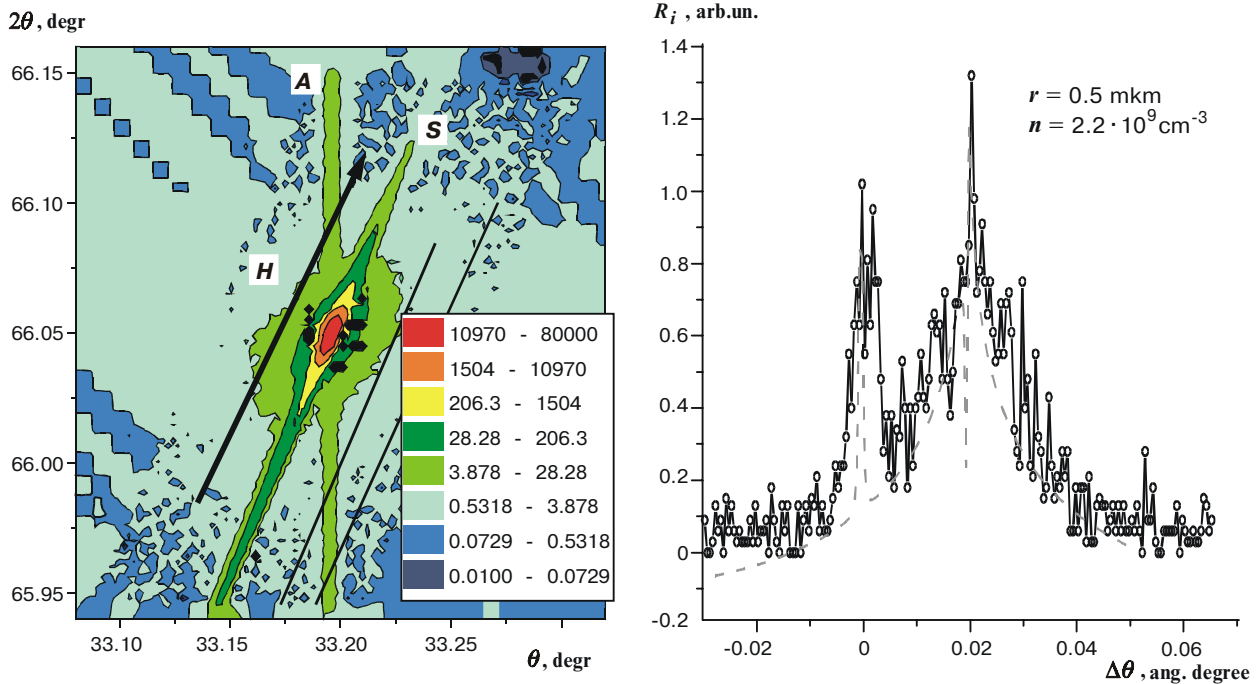 2θ, degr
66.15
66.10
66.05
66.00
65.95
A
S
H
10970 - 80000
1504 - 10970
206.3 - 1504
28.28 - 206.3
3.878 - 28.28
0.5318 - 3.878
0.0729 - 0.5318
0.0100 - 0.0729
33.10 33.15 33.20 33.25
θ, degr
R_i , arb.un.
1.4
1.2
1.0
0.8
0.6
0.4
0.2
0
-0.2
r = 0.5 mkm
n = 2.2 · 10⁹cm⁻³
-0.02 0 0.02 0.04 0.06
Δθ, ang. degree